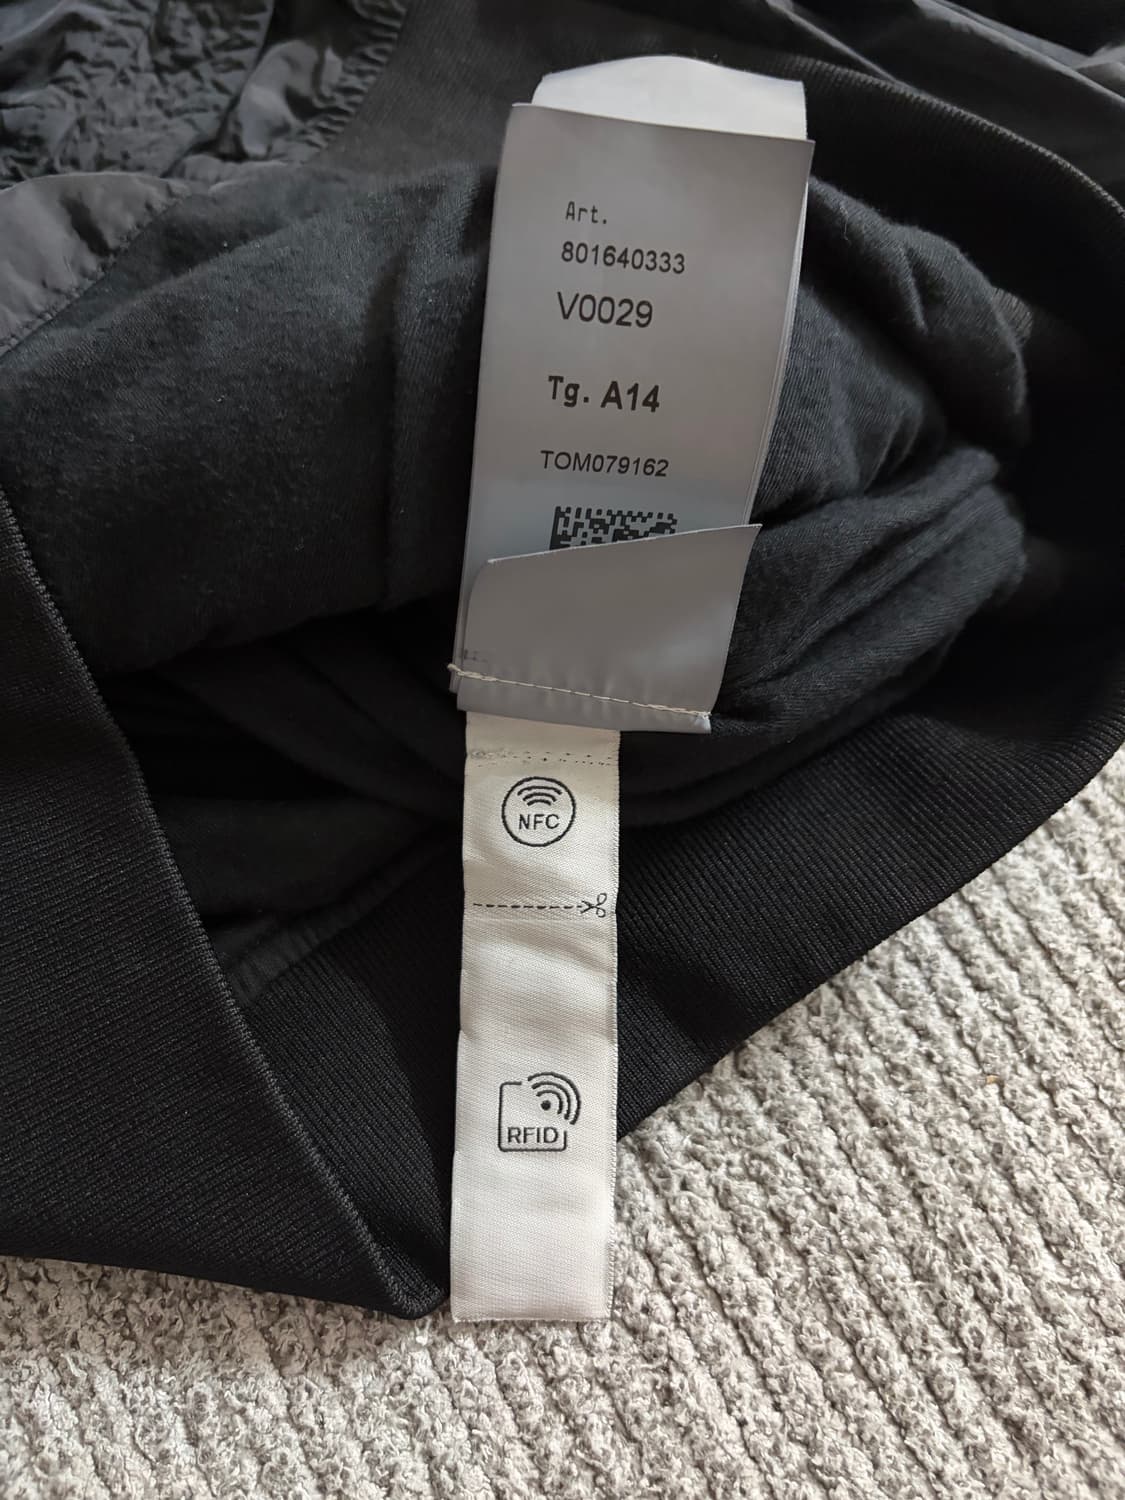 Art.
801640333
V0029
Tg. A14
TOM079162
NFC
RFID